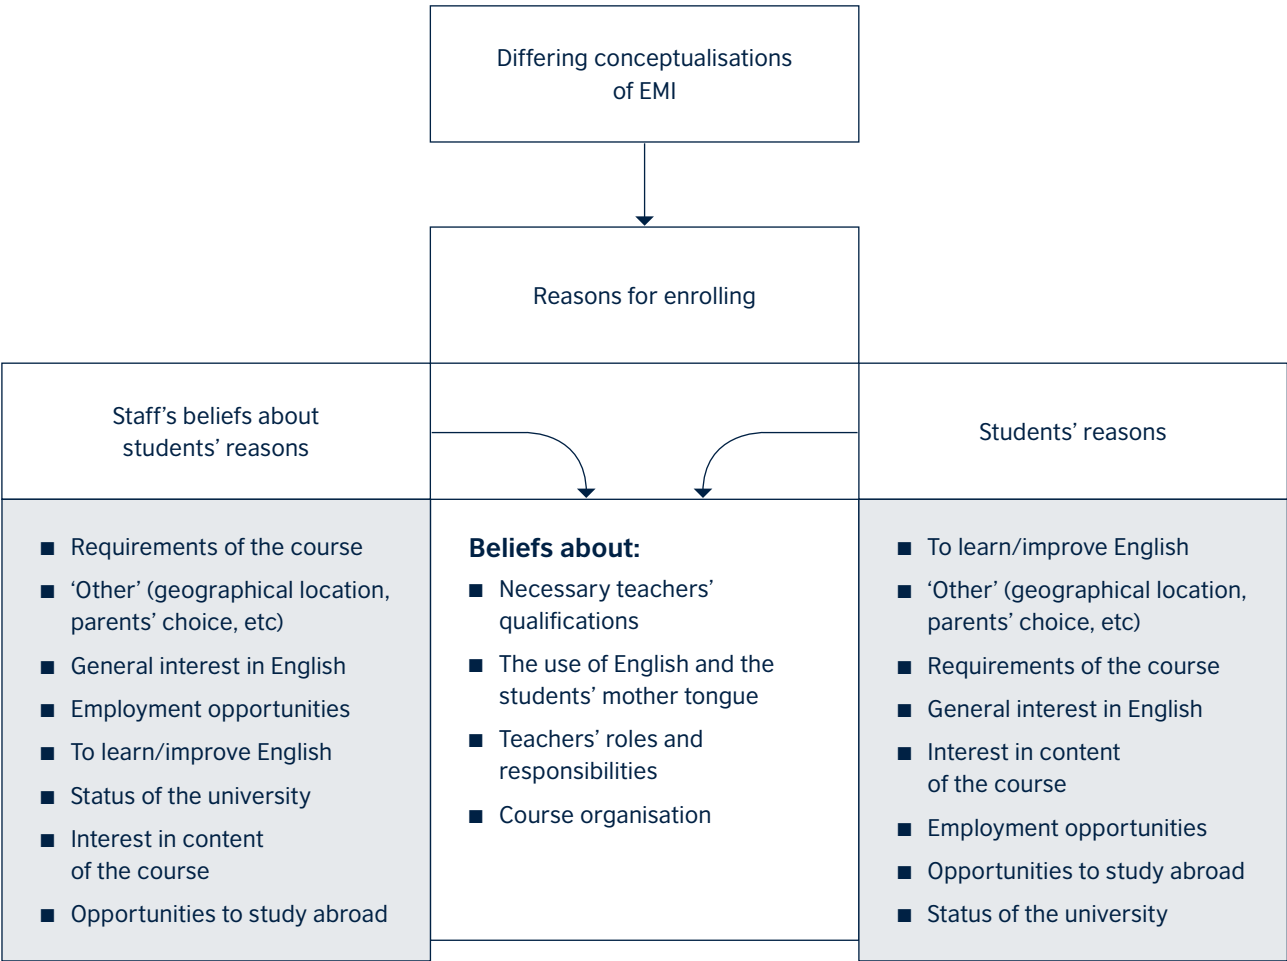 Differing conceptualisations
of EMI
Reasons for enrolling
Staff’s beliefs about
students’ reasons
Students’ reasons
■ Requirements of the course
■ ‘Other’ (geographical location,
parents’ choice, etc)
■ General interest in English
■ Employment opportunities
■ To learn/improve English
■ Status of the university
■ Interest in content
of the course
■ Opportunities to study abroad
Beliefs about:
■ Necessary teachers’
qualifications
■ The use of English and the
students’ mother tongue
■ Teachers’ roles and
responsibilities
■ Course organisation
■ To learn/improve English
■ ‘Other’ (geographical location,
parents’ choice, etc)
■ Requirements of the course
■ General interest in English
■ Interest in content
of the course
■ Employment opportunities
■ Opportunities to study abroad
■ Status of the university